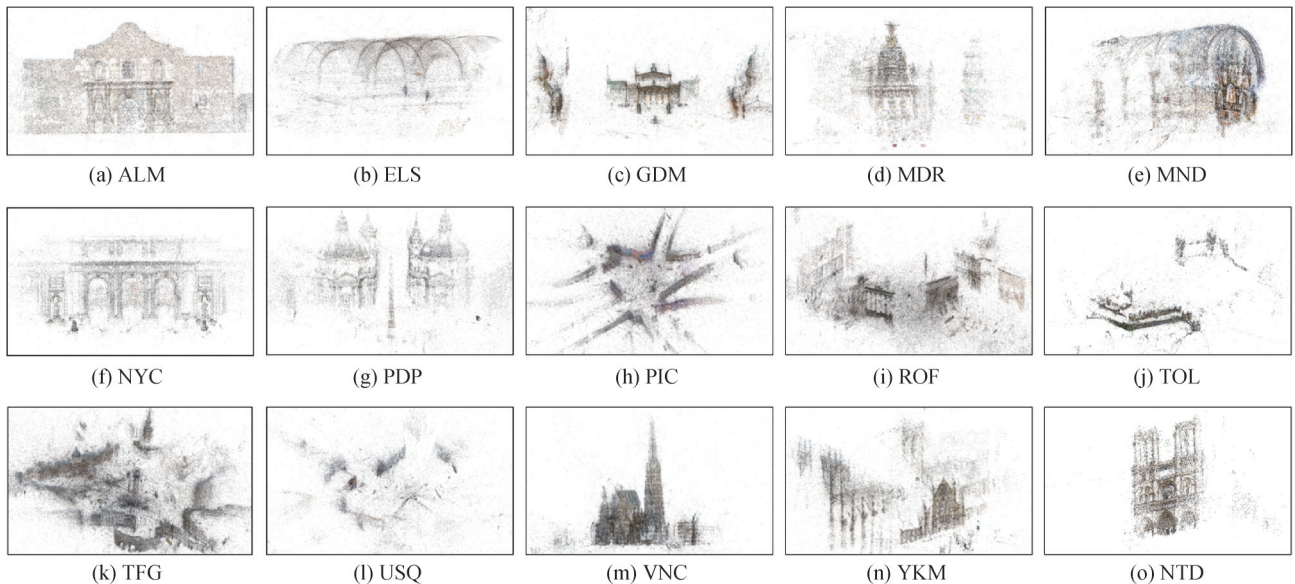 (a) ALM
(b) ELS
(c) GDM
(d) MDR
(e) MND
(f) NYC
(g) PDP
(h) PIC
(i) ROF
(j) TOL
(k) TFG
(l) USQ
(m) VNC
(n) YKM
(o) NTD